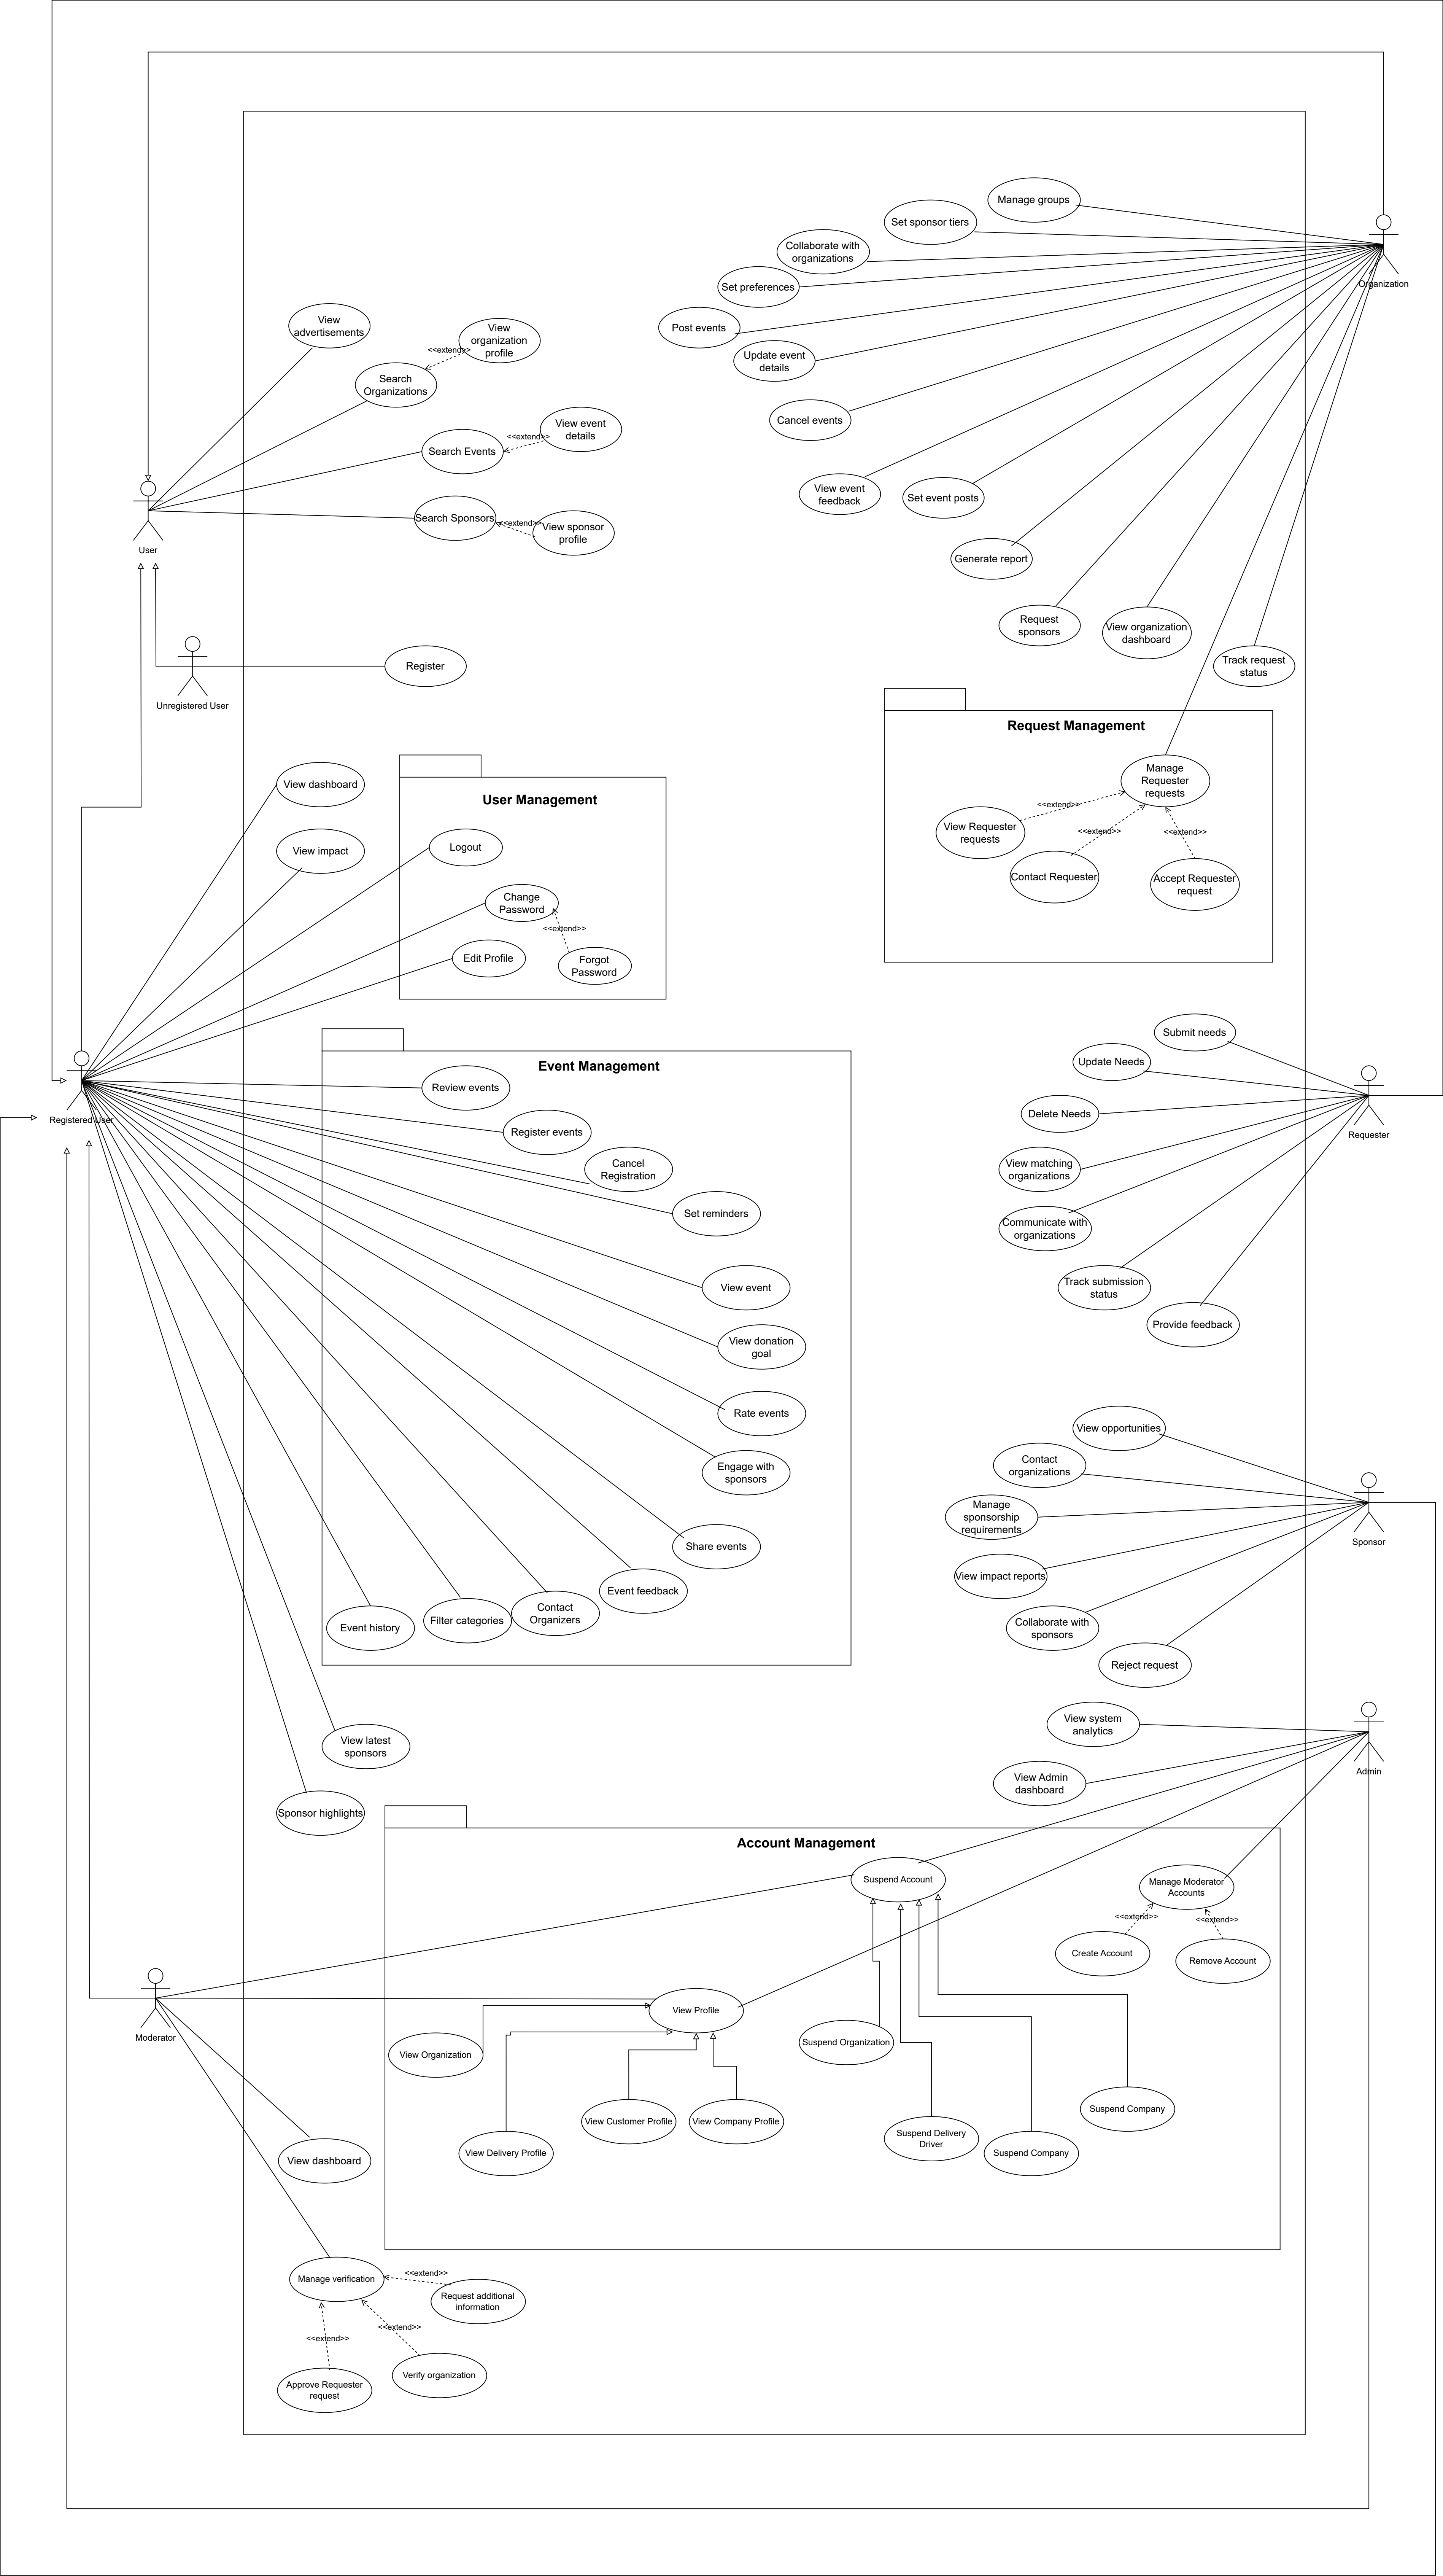 Manage groups
Set sponsor tiers
Collaborate with
organizations
Organization
Set preferences
View
advertisements
Post events
View
organization
profile
<<extend>>
Update event
details
Search
Organizations
Cancel events
View event
details
<<extend>>
Search Events
View event
feedback
Set event posts
Search Sponsors
<<extend>>
View sponsor
profile
User
Generate report
Request
sponsors
View organization
dashboard
Track request
status
Register
Unregistered User
Request Management
Manage
Requester
requests
<<extend>>
View Requester
requests
<<extend>>
<<extend>>
Contact Requester
Accept Requester
request
View dashboard
User Management
View impact
Logout
Change
Password
<<extend>>
Edit Profile
Forgot
Password
Submit needs
Event Management
Update Needs
Review events
Registered User
Delete Needs
Requester
Register events
Cancel
Registration
View matching
organizations
Set reminders
Communicate with
organizations
View event
Track submission
status
Provide feedback
View donation
goal
Rate events
View opportunities
Engage with
sponsors
Contact
organizations
Manage
sponsorship
requirements
Sponsor
Share events
View impact reports
Event feedback
Contact
Organizers
Filter categories
Event history
Collaborate with
sponsors
Reject request
View latest
sponsors
View system
analytics
Admin
View Admin
dashboard
Sponsor highlights
Account Management
Suspend Account
Manage Moderator
Accounts
<<extend>>
<<extend>>
Create Account
Remove Account
View Profile
Moderator
View Organization
Suspend Organization
View Customer Profile
View Company Profile
Suspend Company
View Delivery Profile
Suspend Delivery
Driver
Suspend Company
View dashboard
Manage verification
<<extend>>
Request additional
information
<<extend>>
<<extend>>
Verify organization
Approve Requester
request